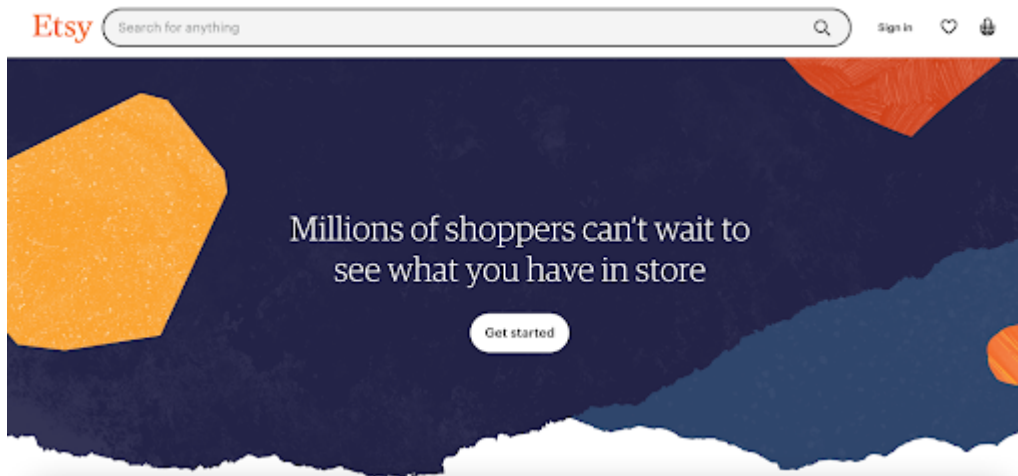 Etsy
Search for anything
Sign in
Millions of shoppers can't wait to
see what you have in store
Get started